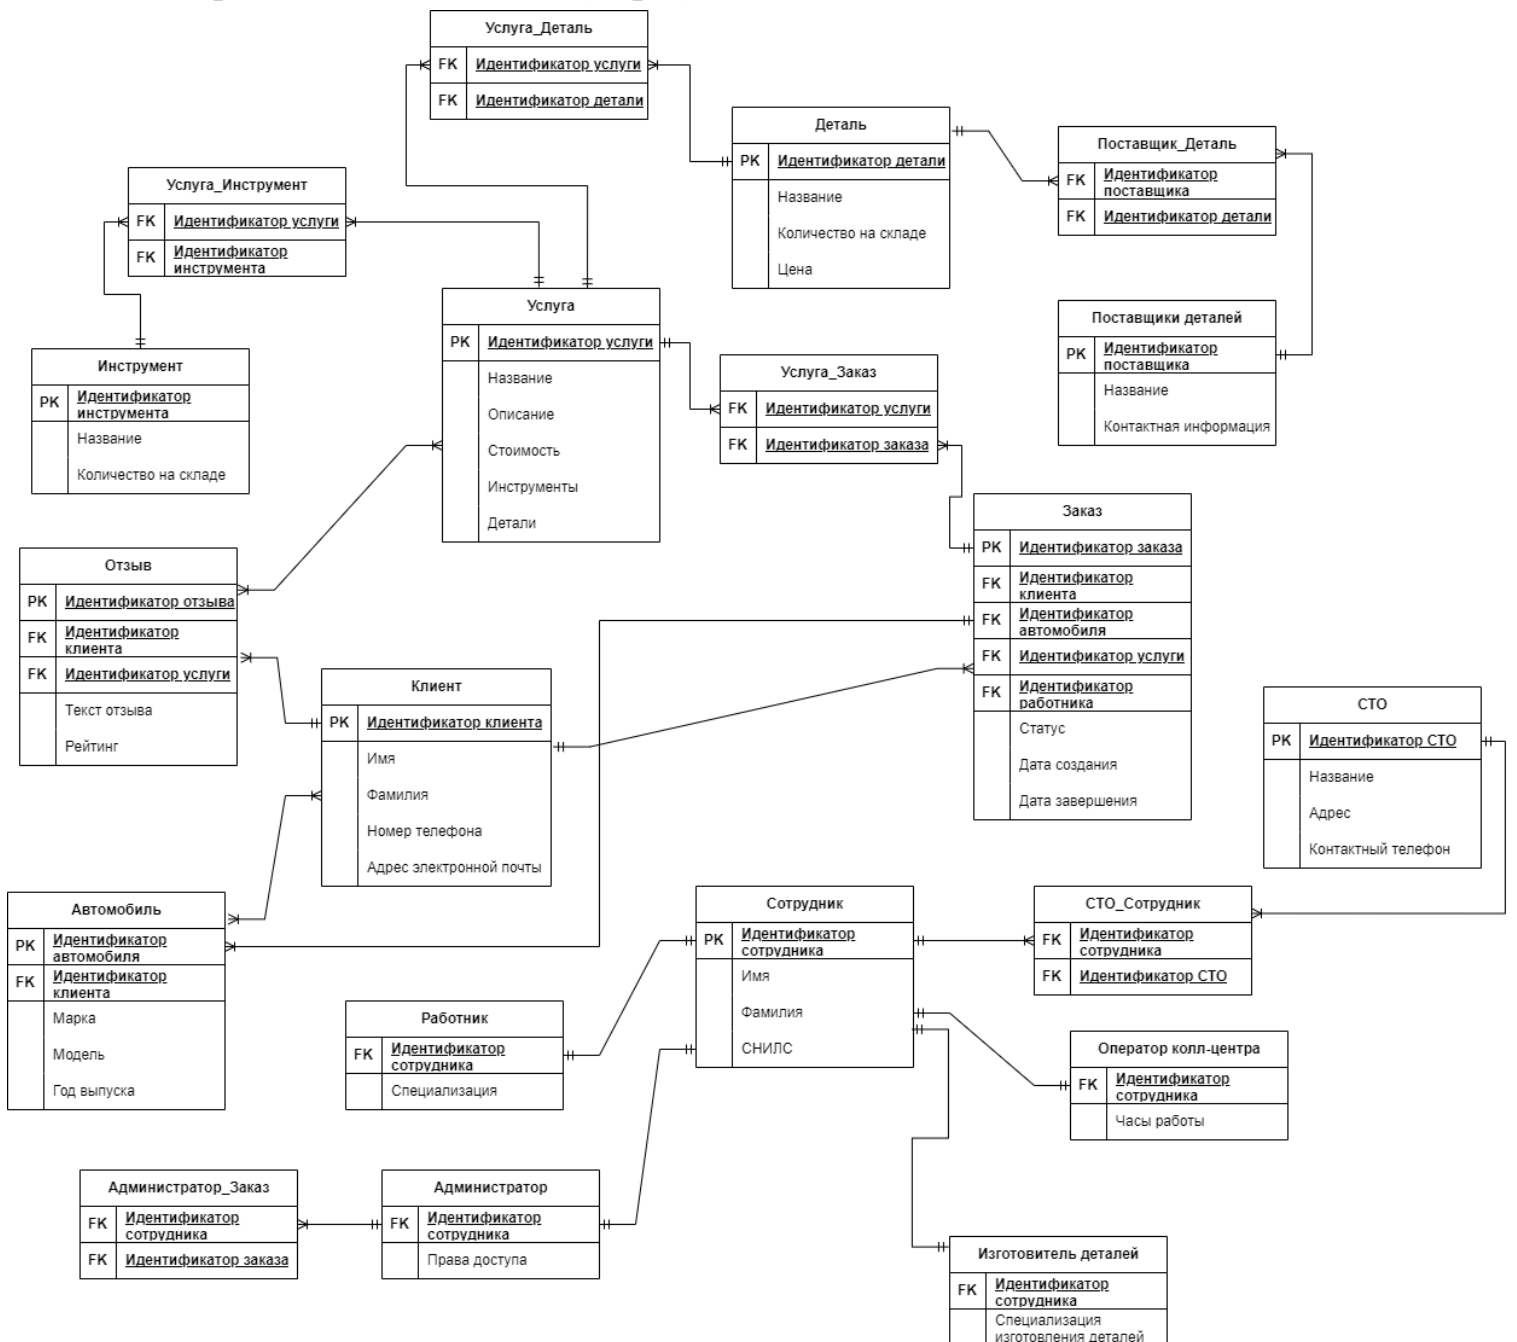 Услуга_Деталь
FK Идентификатор услуги
FK Идентификатор детали
Деталь
PK Идентификатор детали
Название
Количество на складе
Цена
Поставщик_Деталь
FK Идентификатор
поставщика
FK Идентификатор детали
Услуга_Инструмент
FK Идентификатор услуги
FK Идентификатор
инструмента
Услуга
PK Идентификатор услуги
Название
Описание
Стоимость
Инструменты
Детали
Поставщики деталей
PK Идентификатор
поставщика
Название
Контактная информация
Инструмент
PK Идентификатор
инструмента
Название
Количество на складе
Услуга_Заказ
FK Идентификатор услуги
FK Идентификатор заказа
Заказ
PK Идентификатор заказа
FK Идентификатор
клиента
FK Идентификатор
автомобиля
FK Идентификатор услуги
FK Идентификатор
работника
Статус
Дата создания
Дата завершения
Отзыв
PK Идентификатор отзыва
FK Идентификатор
клиента
FK Идентификатор услуги
Текст отзыва
Рейтинг
Клиент
PK Идентификатор клиента
Имя
Фамилия
Номер телефона
Адрес электронной почты
СТО
PK Идентификатор СТО
Название
Адрес
Контактный телефон
Автомобиль
PK Идентификатор
автомобиля
FK Идентификатор
клиента
Марка
Модель
Год выпуска
Сотрудник
PK Идентификатор
сотрудника
Имя
Фамилия
СНИЛС
СТО_Сотрудник
FK Идентификатор
сотрудника
FK Идентификатор СТО
Работник
FK Идентификатор
сотрудника
Специализация
Оператор колл-центра
FK Идентификатор
сотрудника
Часы работы
Администратор_Заказ
FK Идентификатор
сотрудника
FK Идентификатор заказа
Администратор
FK Идентификатор
сотрудника
Права доступа
Изготовитель деталей
FK Идентификатор
сотрудника
Специализация
изготовления деталей